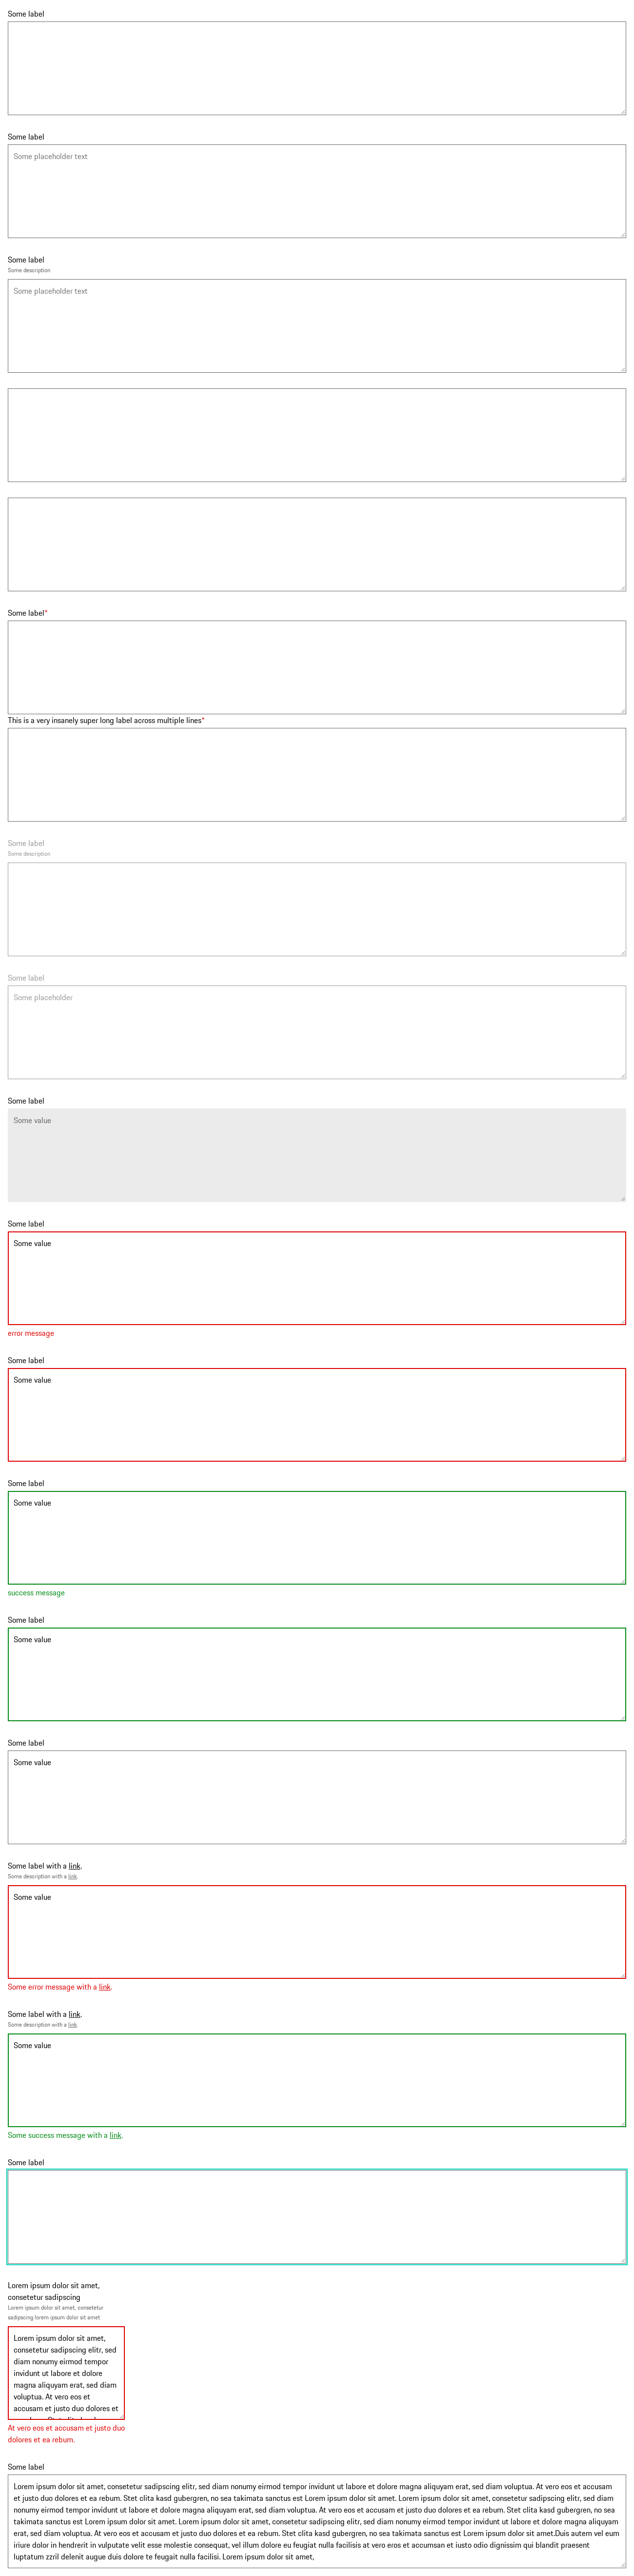 Some label
Some label
Some placeholder text
Some label
Some description
Some placeholder text
Some label*
This is a very insanely super long label across multiple lines*
Some label
Some description
Some label
Some placeholder
Some label
Some value
Some label
Some value
error message
Some label
Some value
Some label
Some value
success message
Some label
Some value
Some label
Some value
Some label with a link.
Some description with a link.
Some value
Some error message with a link.
Some label with a link.
Some description with a link.
Some value
Some success message with a link.
Some label
Lorem ipsum dolor sit amet,
consetetur sadipscing
Lorem ipsum dolor sit amet, consetetur
sadipscing lorem ipsum dolor sit amet
Lorem ipsum dolor sit amet,
consetetur sadipscing elitr, sed
diam nonumy eirmod tempor
invidunt ut labore et dolore
magna aliquyam erat, sed diam
voluptua. At vero eos et
accusam et justo duo dolores et
At vero eos et accusam et justo duo
dolores et ea rebum.
Some label
Lorem ipsum dolor sit amet, consetetur sadipscing elitr, sed diam nonumy eirmod tempor invidunt ut labore et dolore magna aliquyam erat, sed diam voluptua. At vero eos et accusam
et justo duo dolores et ea rebum. Stet clita kasd gubergren, no sea takimata sanctus est Lorem ipsum dolor sit amet. Lorem ipsum dolor sit amet, consetetur sadipscing elitr, sed diam
nonumy eirmod tempor invidunt ut labore et dolore magna aliquyam erat, sed diam voluptua. At vero eos et accusam et justo duo dolores et ea rebum. Stet clita kasd gubergren, no sea
takimata sanctus est Lorem ipsum dolor sit amet. Lorem ipsum dolor sit amet, consetetur sadipscing elitr, sed diam nonumy eirmod tempor invidunt ut labore et dolore magna aliquyam
erat, sed diam voluptua. At vero eos et accusam et justo duo dolores et ea rebum. Stet clita kasd gubergren, no sea takimata sanctus est Lorem ipsum dolor sit amet.Duis autem vel eum
iriure dolor in hendrerit in vulputate velit esse molestie consequat, vel illum dolore eu feugiat nulla facilisis at vero eros et accumsan et iusto odio dignissim qui blandit praesent
luptatum zzril delenit augue duis dolore te feugait nulla facilisi. Lorem ipsum dolor sit amet,